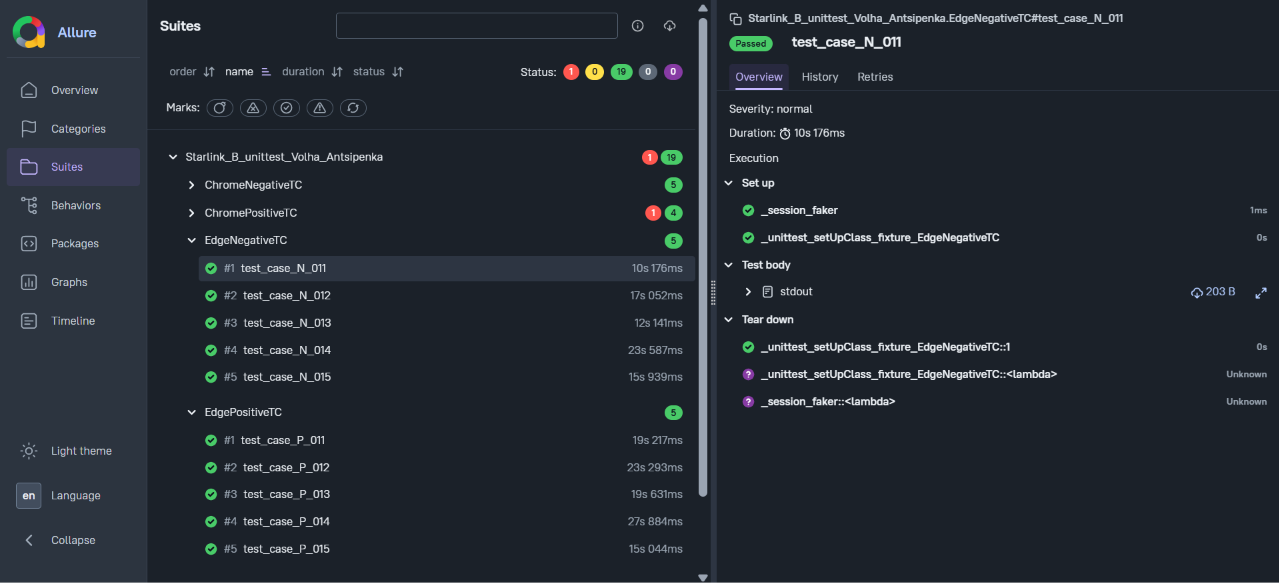 Allure
Overview
Categories
Suites
Behaviors
Packages
Graphs
Timeline
Light theme
en Language
Collapse
Suites
order name duration status
Status: 1 0 19 0 0
Marks:
Starlink_B_unittest_Volha_Antsipenka 1 19
ChromeNegativeTC 5
ChromePositiveTC 1 4
EdgeNegativeTC 5
#1 test_case_N_011 10s 176ms
#2 test_case_N_012 17s 052ms
#3 test_case_N_013 12s 141ms
#4 test_case_N_014 23s 587ms
#5 test_case_N_015 15s 939ms
EdgePositiveTC 5
#1 test_case_P_011 19s 217ms
#2 test_case_P_012 23s 293ms
#3 test_case_P_013 19s 631ms
#4 test_case_P_014 27s 884ms
#5 test_case_P_015 15s 044ms
Starlink_B_unittest_Volha_Antsipenka.EdgeNegativeTC#test_case_N_011
Passed test_case_N_011
Overview History Retries
Severity: normal
Duration: 10s 176ms
Execution
Set up
_session_faker 1ms
_unittest_setUpClass_fixture_EdgeNegativeTC 0s
Test body
stdout 203 B
Tear down
_unittest_setUpClass_fixture_EdgeNegativeTC::1 0s
? _unittest_setUpClass_fixture_EdgeNegativeTC::<lambda> Unknown
? _session_faker::<lambda> Unknown